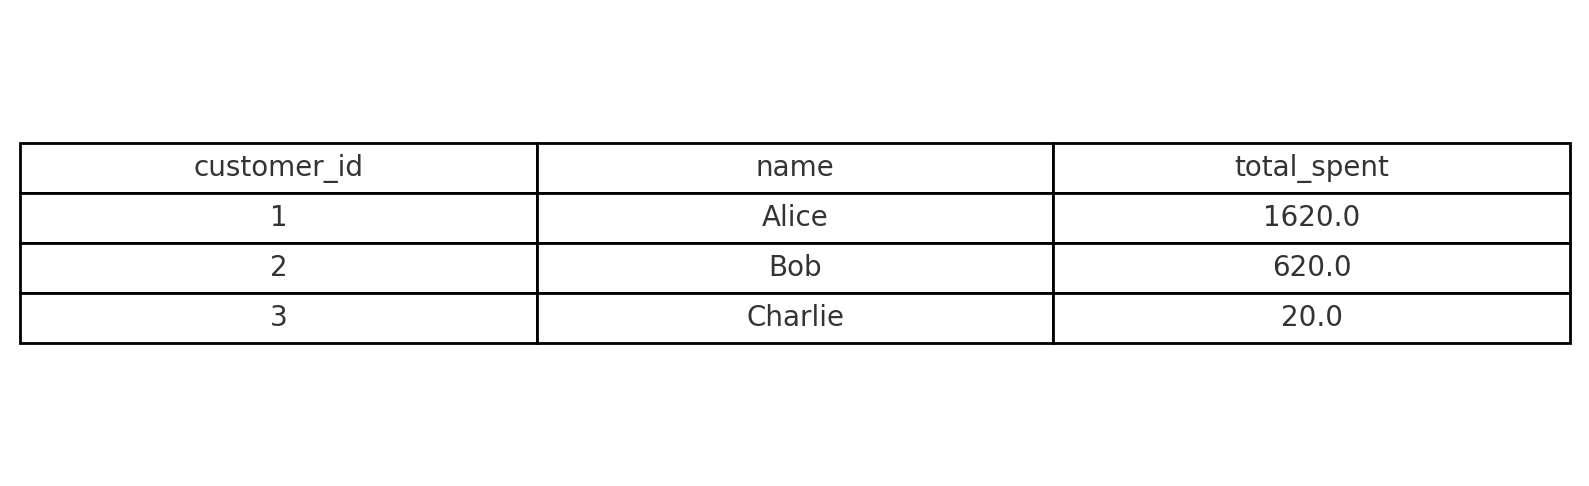 customer_id name total_spent
1 Alice 1620.0
2 Bob 620.0
3 Charlie 20.0